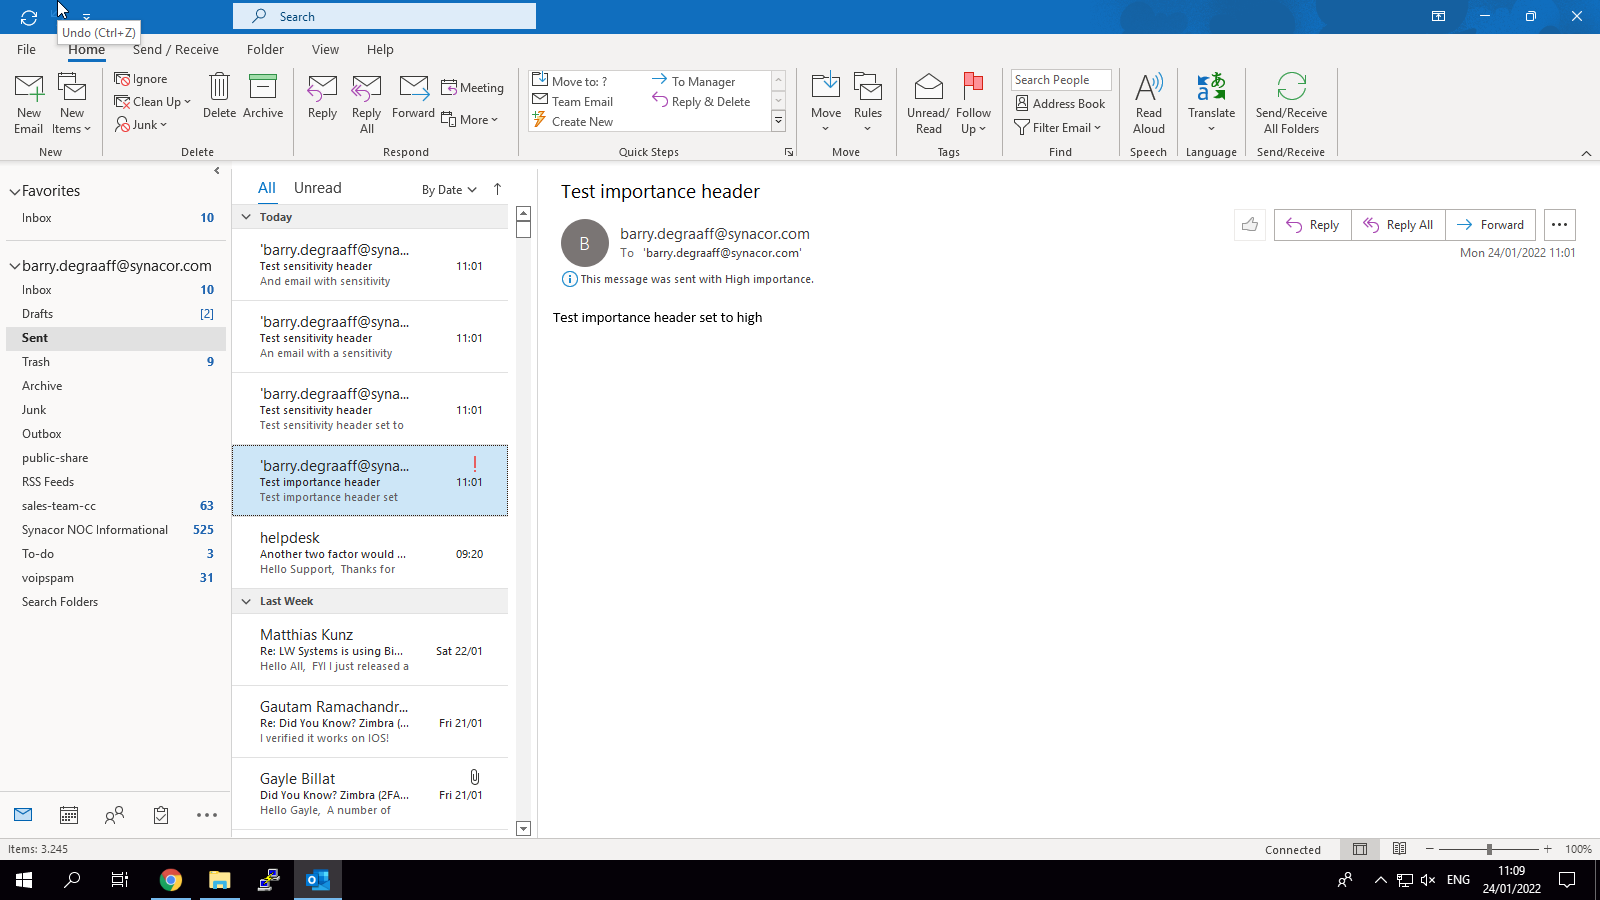 Search
Undo (Ctrl+Z)
File
Home
Send / Receive
Folder
View
Help
New
Email
New
Items
New
Ignore
Clean Up
Junk
Delete
Archive
Delete
Reply
Reply
All
Forward
Meeting
More
Respond
Move to: ?
Team Email
Create New
To Manager
Reply & Delete
Quick Steps
Move
Rules
Move
Unread/
Read
Follow
Up
Tags
Search People
Address Book
Filter Email
Find
Read
Aloud
Speech
Translate
Language
Send/Receive
All Folders
Send/Receive
Favorites
Inbox 10
barry.degraaff@synacor.com
Inbox 10
Drafts [2]
Sent
Trash 9
Archive
Junk
Outbox
public-share
RSS Feeds
sales-team-cc 63
Synacor NOC Informational 525
To-do 3
voipspam 31
Search Folders
All
Unread
By Date
Today
'barry.degraaff@syna...
Test sensitivity header 11:01
And email with sensitivity
'barry.degraaff@syna...
Test sensitivity header 11:01
An email with a sensitivity
'barry.degraaff@syna...
Test sensitivity header 11:01
Test sensitivity header set to
'barry.degraaff@syna...
Test importance header 11:01
Test importance header set
helpdesk
Another two factor would ... 09:20
Hello Support, Thanks for
Last Week
Matthias Kunz
Re: LW Systems is using Bi... Sat 22/01
Hello All, FYI I just released a
Gautam Ramachandr...
Re: Did You Know? Zimbra (... Fri 21/01
I verified it works on IOS!
Gayle Billat
Did You Know? Zimbra (2FA... Fri 21/01
Hello Gayle, A number of
Test importance header
B
barry.degraaff@synacor.com
To 'barry.degraaff@synacor.com'
Reply
Reply All
Forward
Mon 24/01/2022 11:01
This message was sent with High importance.
Test importance header set to high
Items: 3.245
Connected
100%
ENG
11:09
24/01/2022